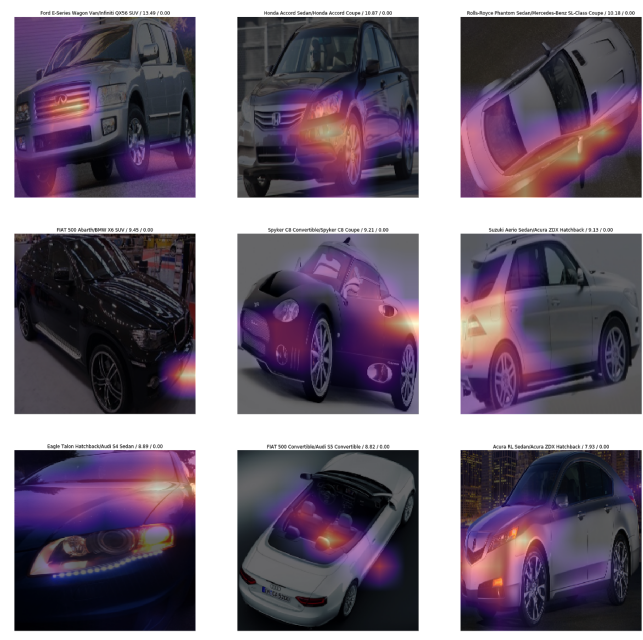 Ford E-Series Wagon Van/Infiniti QX56 SUV / 13.49 / 0.00
Honda Accord Sedan/Honda Accord Coupe / 10.87 / 0.00
Rolls-Royce Phantom Sedan/Mercedes-Benz SL-Class Coupe / 10.18 / 0.00
FIAT 500 Abarth/BMW X6 SUV / 9.45 / 0.00
Spyker C8 Convertible/Spyker C8 Coupe / 9.21 / 0.00
Suzuki Aerio Sedan/Acura ZDX Hatchback / 9.13 / 0.00
Eagle Talon Hatchback/Audi S4 Sedan / 8.89 / 0.00
FIAT 500 Convertible/Audi S5 Convertible / 8.82 / 0.00
Acura RL Sedan/Acura ZDX Hatchback / 7.93 / 0.00